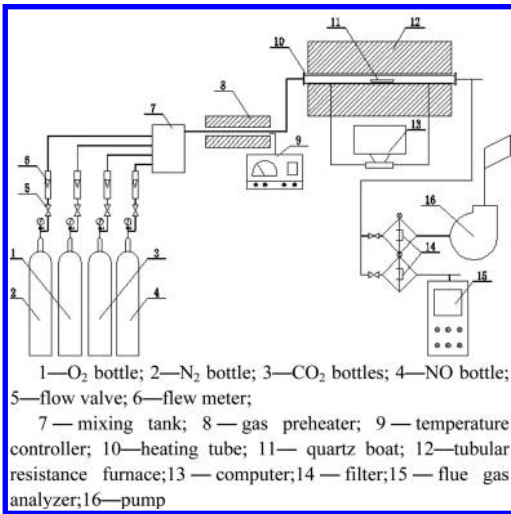 10
11
12
8
7
9
13
6
5
16
1
3
14
2
4
15
1—O₂ bottle; 2—N₂ bottle; 3—CO₂ bottles; 4—NO bottle;
5—flow valve; 6—flew meter;
7 — mixing tank; 8 — gas preheater; 9 — temperature
controller; 10—heating tube; 11— quartz boat; 12—tubular
resistance furnace;13 — computer;14 — filter;15 — flue gas
analyzer;16—pump